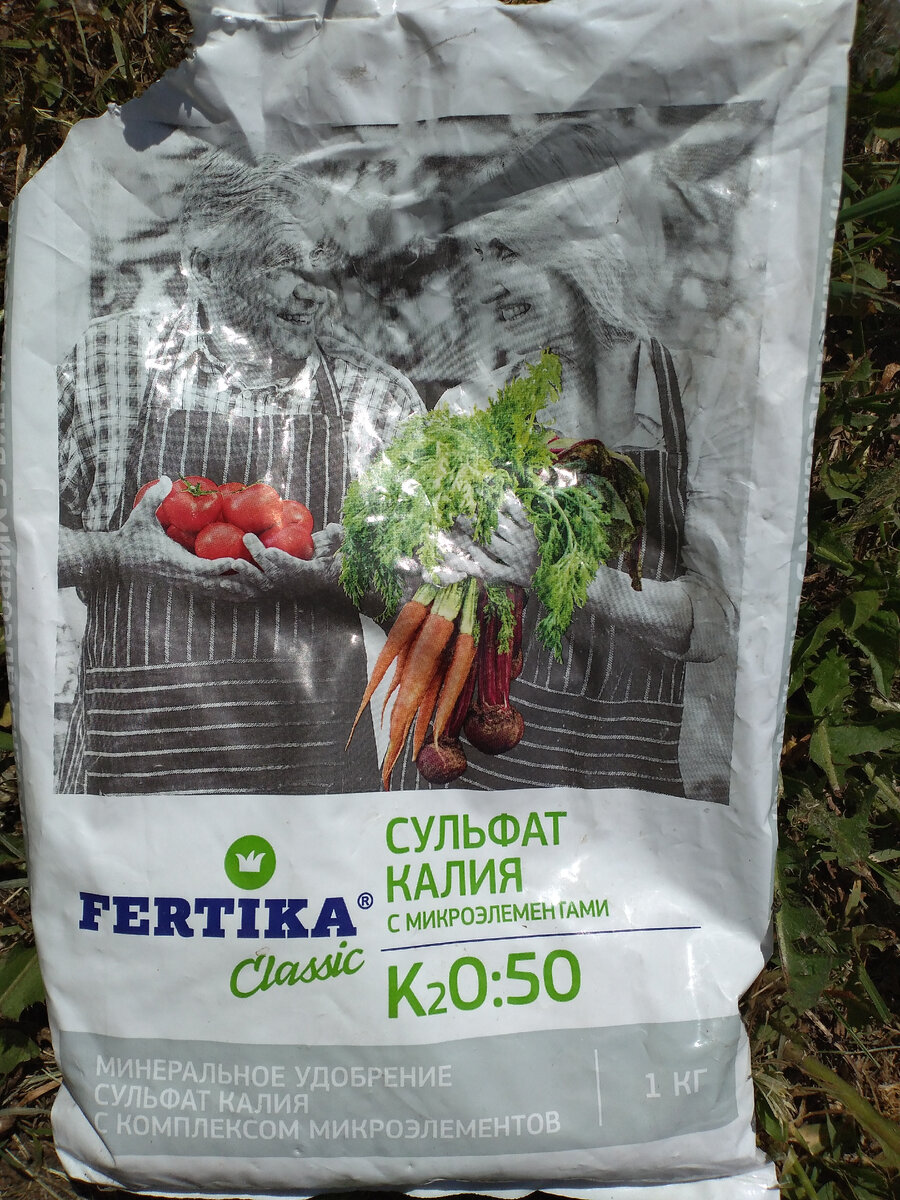 СУЛЬФАТ
КАЛИЯ
С МИКРОЭЛЕМЕНТАМИ
FERTIKA®
Classic
K₂O:50
МИНЕРАЛЬНОЕ УДОБРЕНИЕ
СУЛЬФАТ КАЛИЯ
С КОМПЛЕКСОМ МИКРОЭЛЕМЕНТОВ
1 КГ